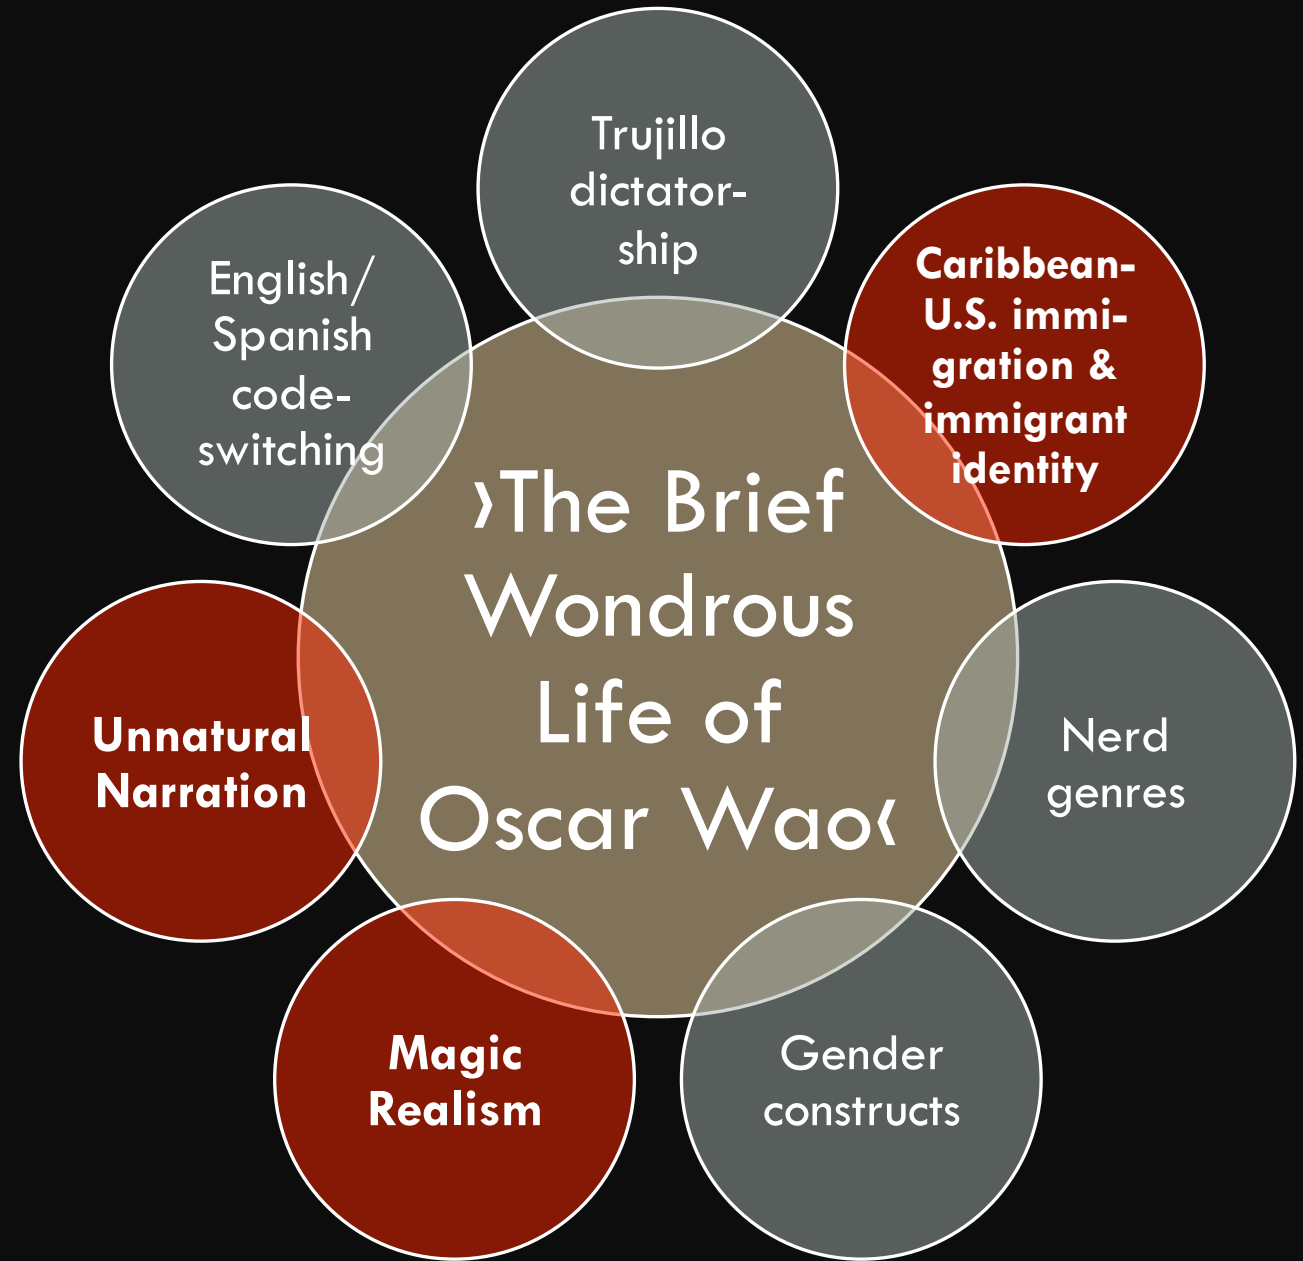 Trujillo
dictator-
ship
Caribbean-
U.S. immi-
gration &
immigrant
identity
Nerd
genres
Gender
constructs
Magic
Realism
Unnatural
Narration
English/
Spanish
code-
switching
›The Brief
Wondrous
Life of
Oscar Wao‹